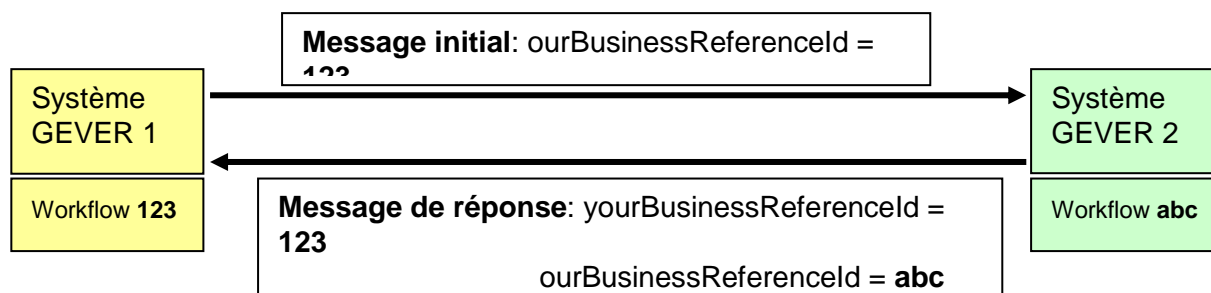 Message initial: ourBusinessReferenceId =
123
Système
GEVER 1
Système
GEVER 2
Workflow 123
Message de réponse: yourBusinessReferenceId =
123
ourBusinessReferenceId = abc
Workflow abc